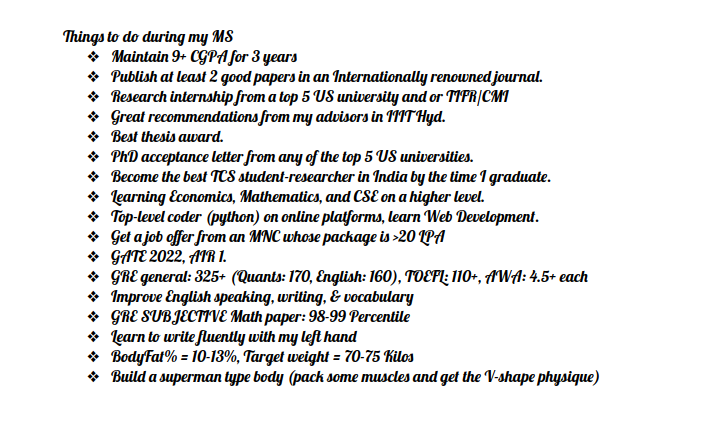 Things to do during my MS
❖ Maintain 9+ CGPA for 3 years
❖ Publish at least 2 good papers in an Internationally renowned journal.
❖ Research internship from a top 5 US university and or TIFR/CMI
❖ Great recommendations from my advisors in IIIT Hyd.
❖ Best thesis award.
❖ PhD acceptance letter from any of the top 5 US universities.
❖ Become the best TCS student-researcher in India by the time I graduate.
❖ Learning Economics, Mathematics, and CSE on a higher level.
❖ Top-level coder (python) on online platforms, learn Web Development.
❖ Get a job offer from an MNC whose package is >20 LPA
❖ GATE 2022, AIR 1.
❖ GRE general: 325+ (Quants: 170, English: 160), TOEFL: 110+, AWA: 4.5+ each
❖ Improve English speaking, writing, & vocabulary
❖ GRE SUBJECTIVE Math paper: 98-99 Percentile
❖ Learn to write fluently with my left hand
❖ BodyFat% = 10-13%, Target weight = 70-75 Kilos
❖ Build a superman type body (pack some muscles and get the V-shape physique)